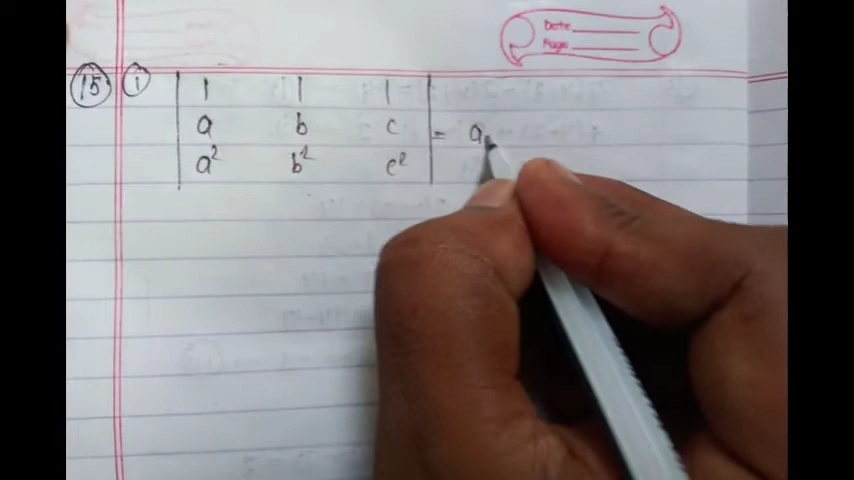 Date
Page
15 i | 1 1 1 |
| a b c | = a
| a² b² c² |